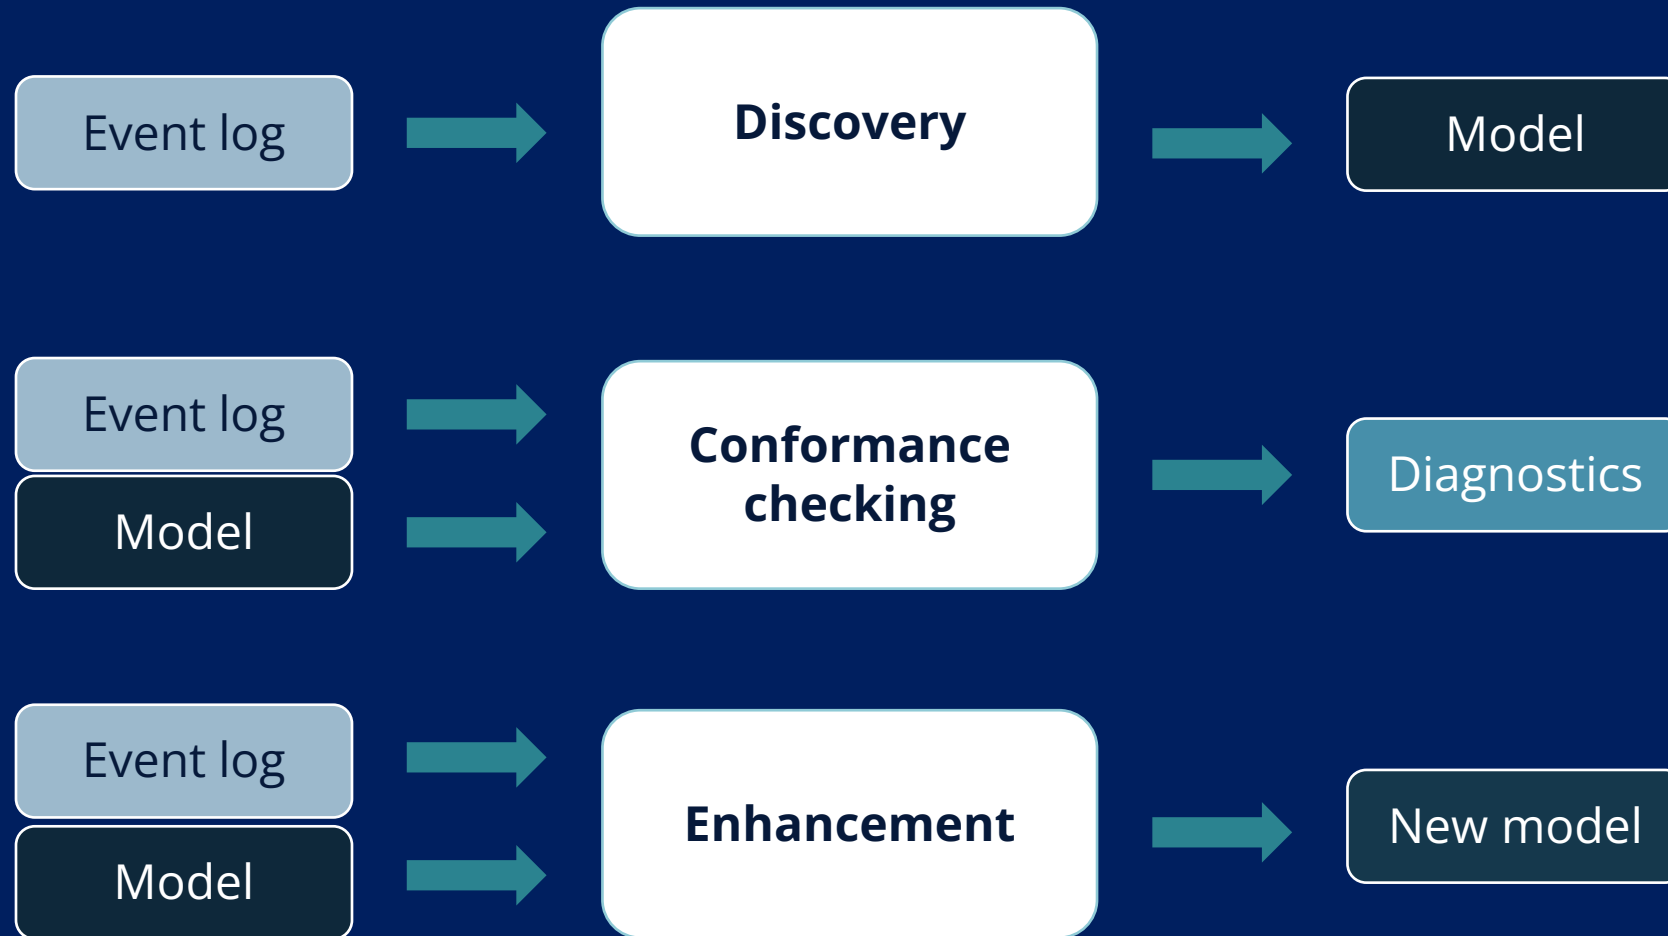 Event log
Discovery
Model
Event log
Model
Conformance
checking
Diagnostics
Event log
Model
Enhancement
New model